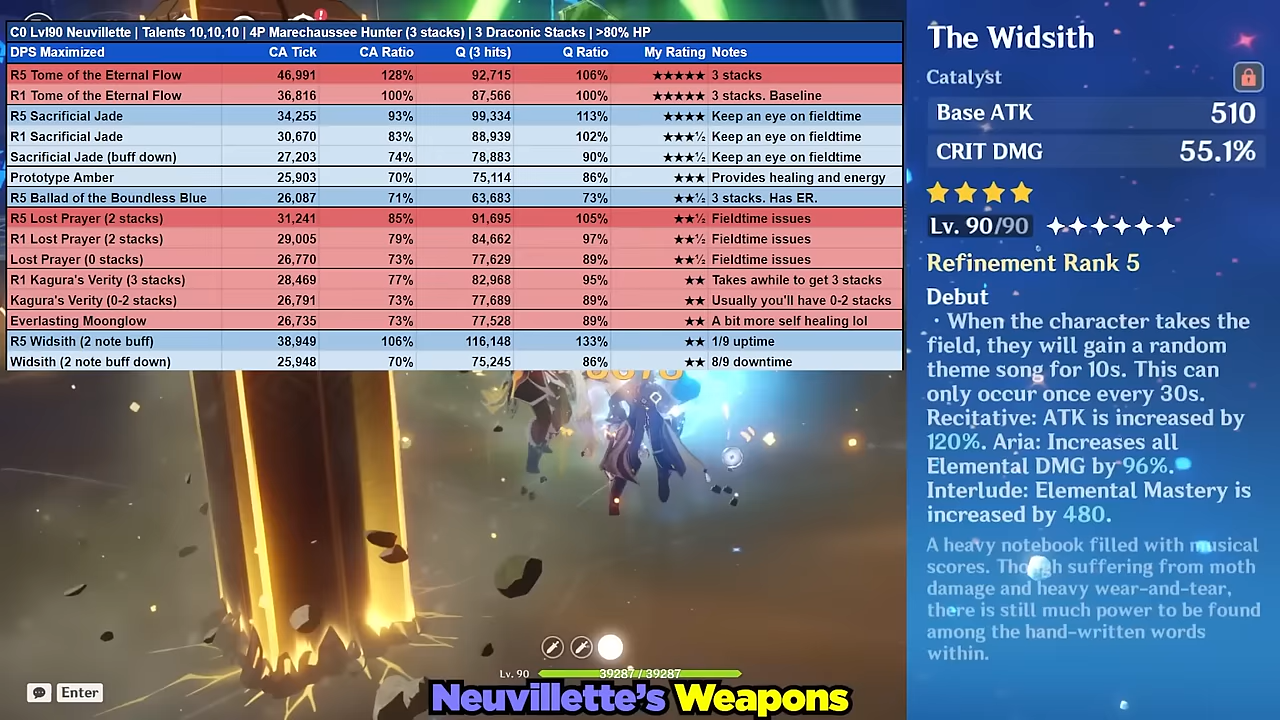 C0 Lvl90 Neuvillette | Talents 10,10,10 | 4P Marechaussee Hunter (3 stacks) | 3 Draconic Stacks | >80% HP
DPS Maximized CA Tick CA Ratio Q (3 hits) Q Ratio My Rating Notes
R5 Tome of the Eternal Flow 46,991 128% 92,715 106% ★★★★★ 3 stacks
R1 Tome of the Eternal Flow 36,816 100% 87,566 100% ★★★★★ 3 stacks. Baseline
R5 Sacrificial Jade 34,255 93% 99,334 113% ★★★★ Keep an eye on fieldtime
R1 Sacrificial Jade 30,670 83% 88,939 102% ★★★½ Keep an eye on fieldtime
Sacrificial Jade (buff down) 27,203 74% 78,883 90% ★★★½ Keep an eye on fieldtime
Prototype Amber 25,903 70% 75,114 86% ★★★ Provides healing and energy
R5 Ballad of the Boundless Blue 26,087 71% 63,683 73% ★★½ 3 stacks. Has ER.
R5 Lost Prayer (2 stacks) 31,241 85% 91,695 105% ★★½ Fieldtime issues
R1 Lost Prayer (2 stacks) 29,005 79% 84,662 97% ★★½ Fieldtime issues
Lost Prayer (0 stacks) 26,770 73% 77,629 89% ★★½ Fieldtime issues
R1 Kagura's Verity (3 stacks) 28,469 77% 82,968 95% ★★ Takes awhile to get 3 stacks
Kagura's Verity (0-2 stacks) 26,791 73% 77,689 89% ★★ Usually you'll have 0-2 stacks
Everlasting Moonglow 26,735 73% 77,528 89% ★★ A bit more self healing lol
R5 Widsith (2 note buff) 38,949 106% 116,148 133% ★★ 1/9 uptime
Widsith (2 note buff down) 25,948 70% 75,245 86% ★★ 8/9 downtime
The Widsith
Catalyst
Base ATK 510
CRIT DMG 55.1%
Lv. 90/90
Refinement Rank 5
Debut
· When the character takes the
field, they will gain a random
theme song for 10s. This can
only occur once every 30s.
Recitative: ATK is increased by
120%. Aria: Increases all
Elemental DMG by 96%.
Interlude: Elemental Mastery is
increased by 480.
A heavy notebook filled with musical
scores. Though suffering from moth
damage and heavy wear-and-tear,
there is still much power to be found
among the hand-written words
within.
Lv. 90 39287 / 39287
Enter
Neuvillette's Weapons